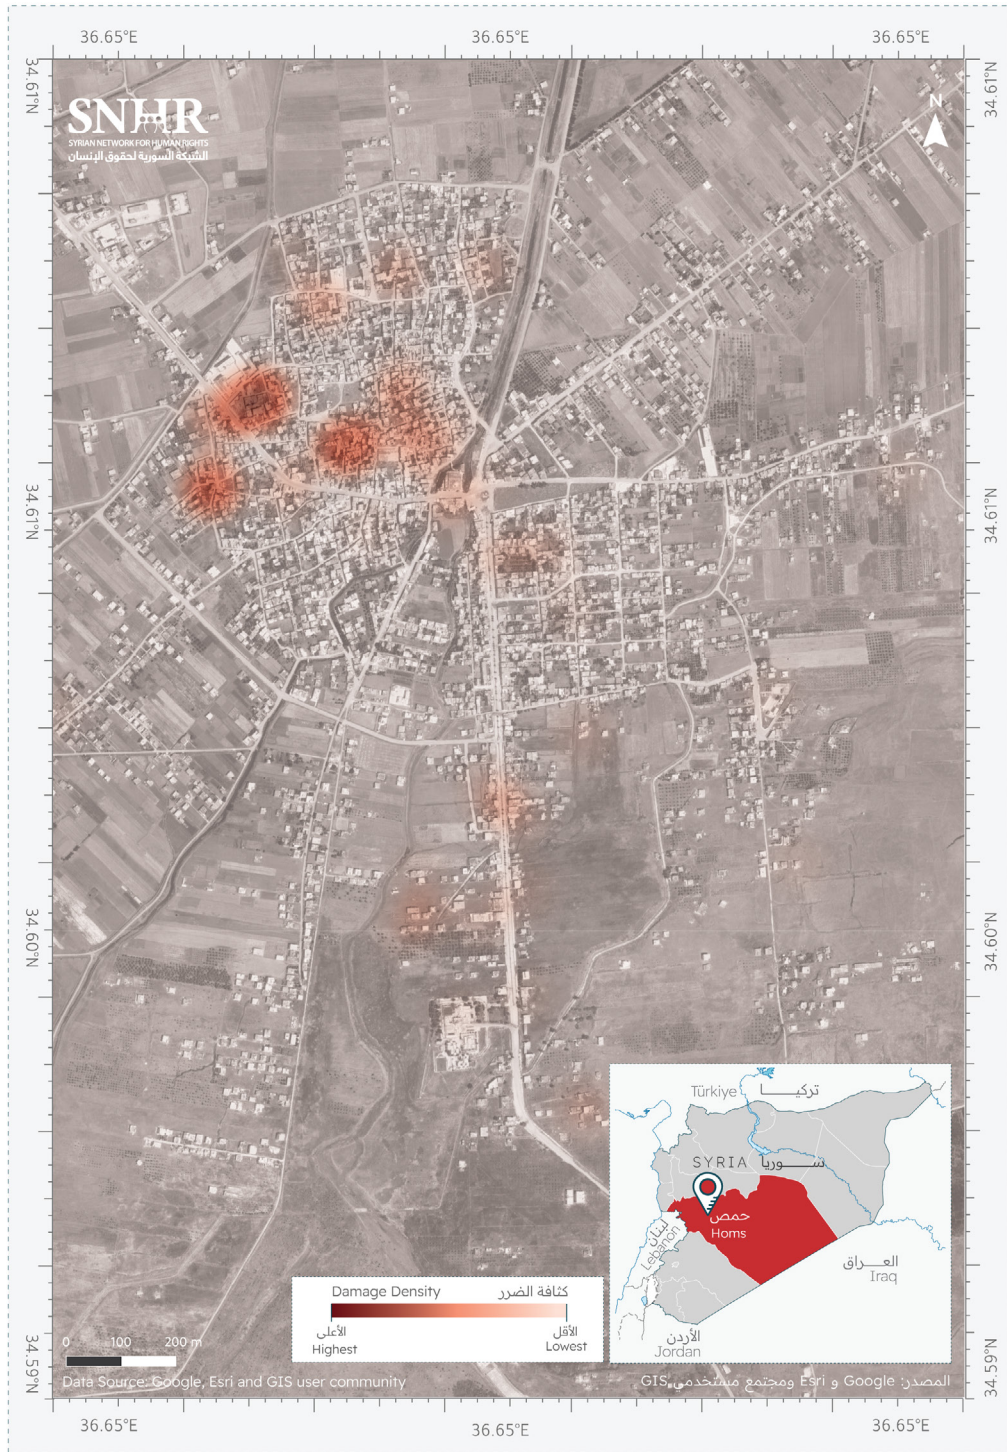 36.65°E
36.65°E
36.65°E
34.61°N
34.61°N
SNHR
SYRIAN NETWORK FOR HUMAN RIGHTS
الشبكة السورية لحقوق الإنسان
N
34.61°N
34.61°N
34.60°N
34.60°N
Türkiye
تركيـــا
SYRIA
ســـوريا
حمص
Homs
لبنان
Lebanon
العـــراق
Iraq
الأردن
Jordan
Damage Density
كثافة الضرر
الأعلى
Highest
الأقل
Lowest
0 100 200 m
34.59°N
34.59°N
Data Source: Google, Esri and GIS user community
المصدر: Google و Esri ومجتمع مستخدمي GIS
36.65°E
36.65°E
36.65°E